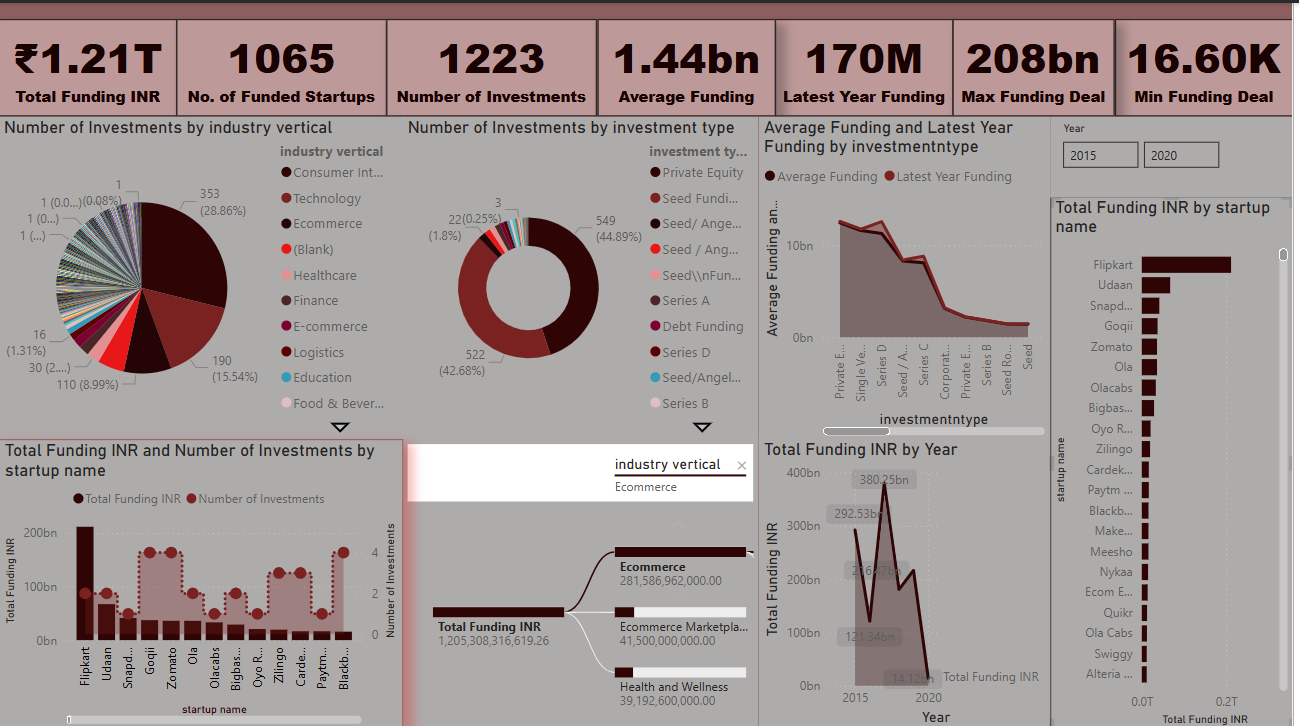 ₹1.21T
Total Funding INR
1065
No. of Funded Startups
1223
Number of Investments
1.44bn
Average Funding
170M
Latest Year Funding
208bn
Max Funding Deal
16.60K
Min Funding Deal
Number of Investments by industry vertical
industry vertical
Consumer Int...
Technology
Ecommerce
(Blank)
Healthcare
Finance
E-commerce
Logistics
Education
Food & Bever...
353
(28.86%)
190
(15.54%)
110 (8.99%)
30 (2....)
16
(1.31%)
1 (...)
1 (0...)
1 (0.0...)
1
(0.08%)
Number of Investments by investment type
investment ty...
Private Equity
Seed Fundi...
Seed/ Ange...
Seed / Ang...
Seed\\nFun...
Series A
Debt Funding
Series D
Seed/Angel...
Series B
549
(44.89%)
522
(42.68%)
22
(1.8%)
3
(0.25%)
Average Funding and Latest Year
Funding by investmentntype
Average Funding
Latest Year Funding
Average Funding an...
10bn
0bn
Private E...
Single Ve...
Series D
Seed / A...
Series C
Corporat...
Private E...
Series B
Seed Ro...
Seed
investmentntype
Year
2015
2020
Total Funding INR by startup
name
startup name
Flipkart
Udaan
Snapd...
Goqii
Zomato
Ola
Olacabs
Bigbas...
Oyo R...
Zilingo
Cardek...
Paytm ...
Blackb...
Make...
Meesho
Nykaa
Ecom E...
Quikr
Ola Cabs
Swiggy
Alteria ...
0.0T
0.2T
Total Funding INR
Total Funding INR and Number of Investments by
startup name
Total Funding INR
Number of Investments
Total Funding INR
200bn
100bn
0bn
Number of Investments
4
2
0
Flipkart
Udaan
Snapd...
Goqii
Zomato
Ola
Olacabs
Bigbas...
Oyo R...
Zilingo
Carde...
Paytm...
Blackb...
startup name
industry vertical
Ecommerce
Total Funding INR
1,205,308,316,619.26
Ecommerce
281,586,962,000.00
Ecommerce Marketpla...
41,500,000,000.00
Health and Wellness
39,192,600,000.00
Total Funding INR by Year
Total Funding INR
400bn
300bn
200bn
100bn
0bn
380.25bn
292.53bn
121.34bn
14.12bn
Total Funding INR
2015
2020
Year